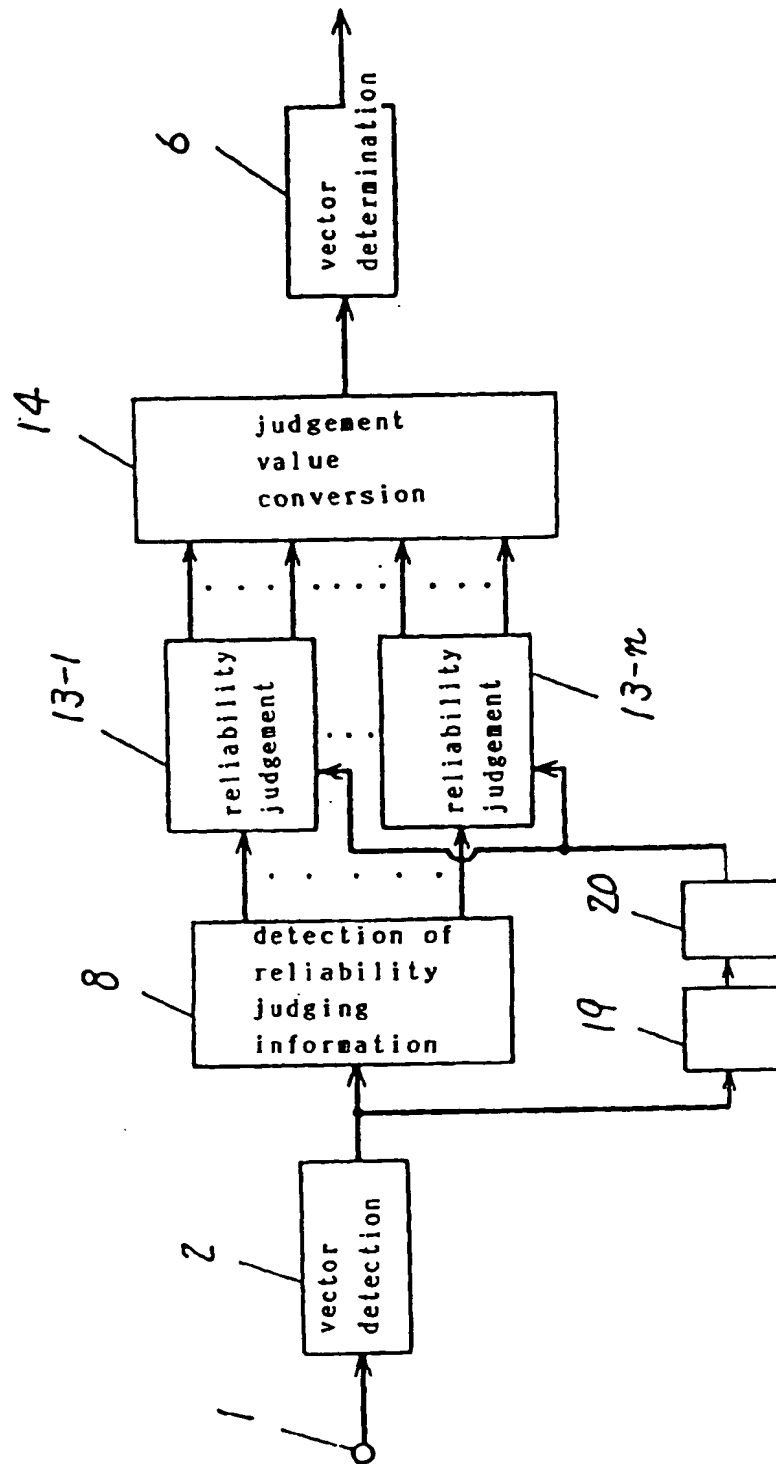 1
2
vector
detection
8
detection of
reliability
judging
information
19
20
13-1
reliability
judgement
13-n
reliability
judgement
14
judgement
value
conversion
6
vector
determination